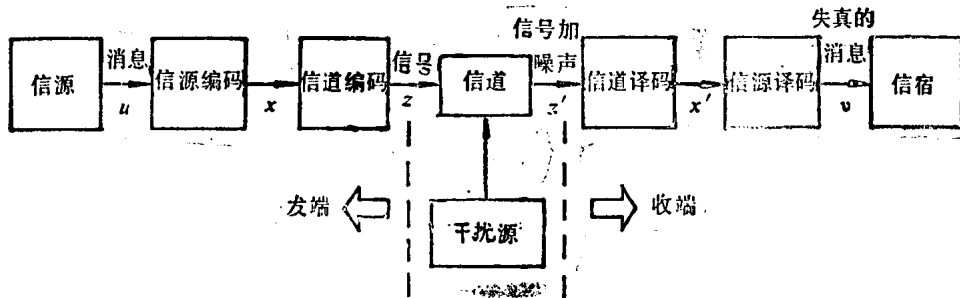 失真的
信号加
消息
信号
噪声
消息
信源
信源编码
信道编码
信道
信道译码
信源译码
信宿
u
x
z
z′
x′
v
发端
收端
干扰源